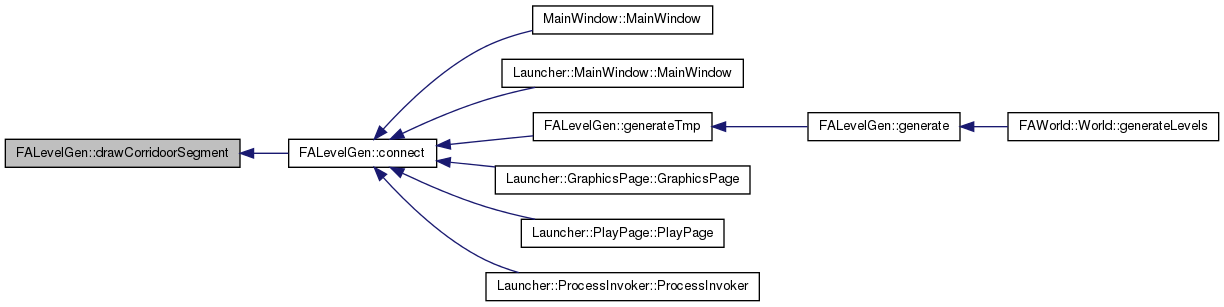 FALevelGen::drawCorridoorSegment
FALevelGen::connect
MainWindow::MainWindow
Launcher::MainWindow::MainWindow
FALevelGen::generateTmp
FALevelGen::generate
FAWorld::World::generateLevels
Launcher::GraphicsPage::GraphicsPage
Launcher::PlayPage::PlayPage
Launcher::ProcessInvoker::ProcessInvoker